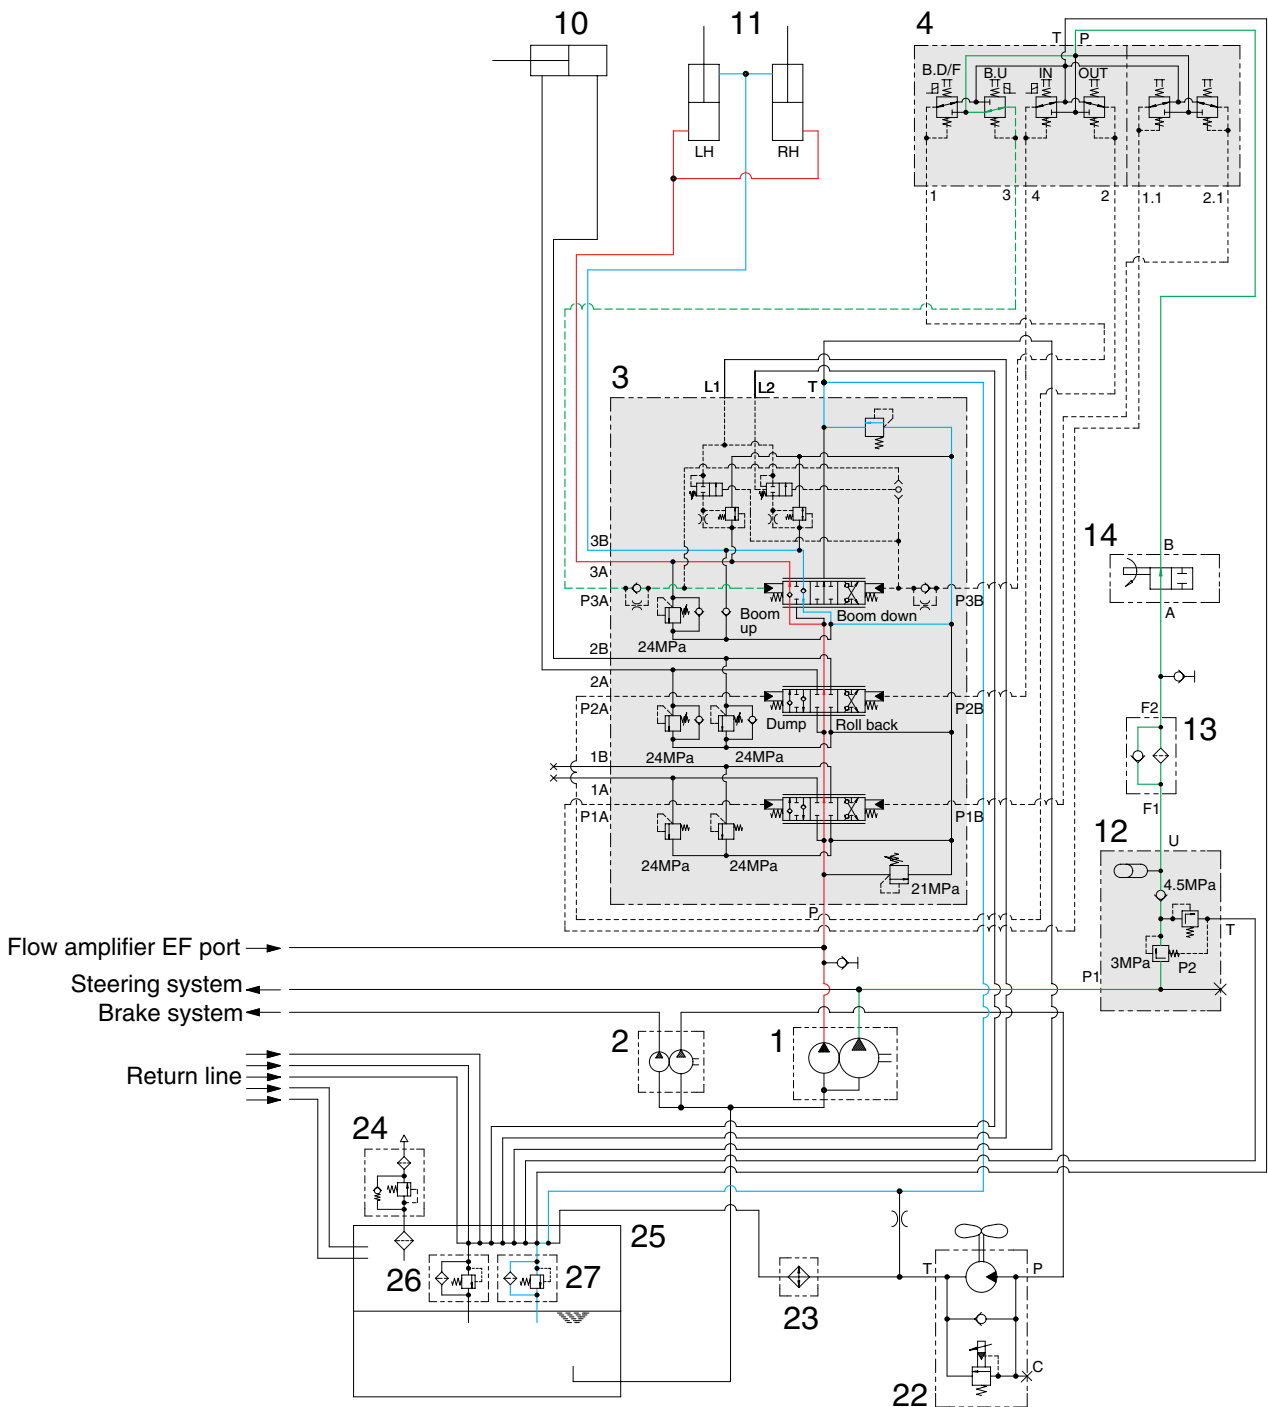 10
11
4
T P
B.D/F
B.U
IN
OUT
LH
RH
1
3
4
2
1.1
2.1
3
L1
L2
T
14
B
A
3B
3A
P3A
P3B
Boom up
Boom down
24MPa
2B
2A
P2A
P2B
Dump
Roll back
24MPa
24MPa
1B
1A
P1A
P1B
24MPa
24MPa
21MPa
P
F2
13
F1
12
U
4.5MPa
T
3MPa
P2
P1
Flow amplifier EF port
Steering system
Brake system
2
1
Return line
24
25
26
27
23
T
P
C
22